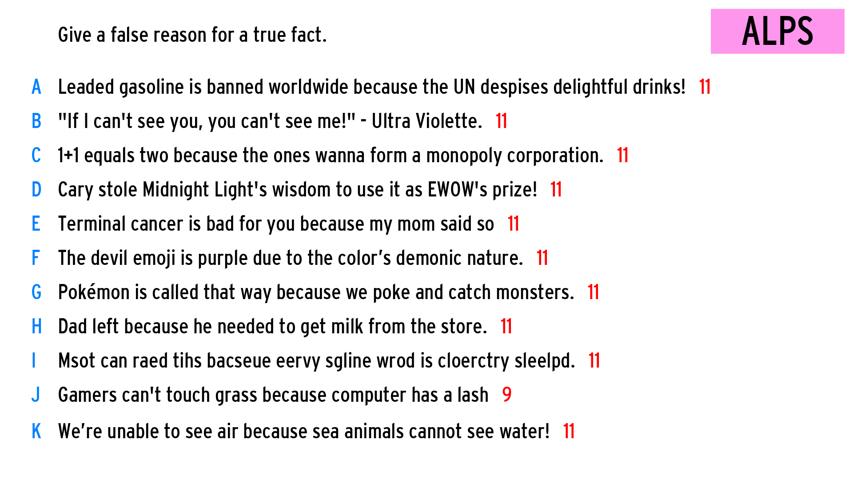 Give a false reason for a true fact.
ALPS
A Leaded gasoline is banned worldwide because the UN despises delightful drinks! 11
B "If I can't see you, you can't see me!" - Ultra Violette. 11
C 1+1 equals two because the ones wanna form a monopoly corporation. 11
D Cary stole Midnight Light's wisdom to use it as EWOW's prize! 11
E Terminal cancer is bad for you because my mom said so 11
F The devil emoji is purple due to the color’s demonic nature. 11
G Pokémon is called that way because we poke and catch monsters. 11
H Dad left because he needed to get milk from the store. 11
I Msot can raed tihs bacseue eervy sgline wrod is cloerctry sleelpd. 11
J Gamers can't touch grass because computer has a lash 9
K We’re unable to see air because sea animals cannot see water! 11